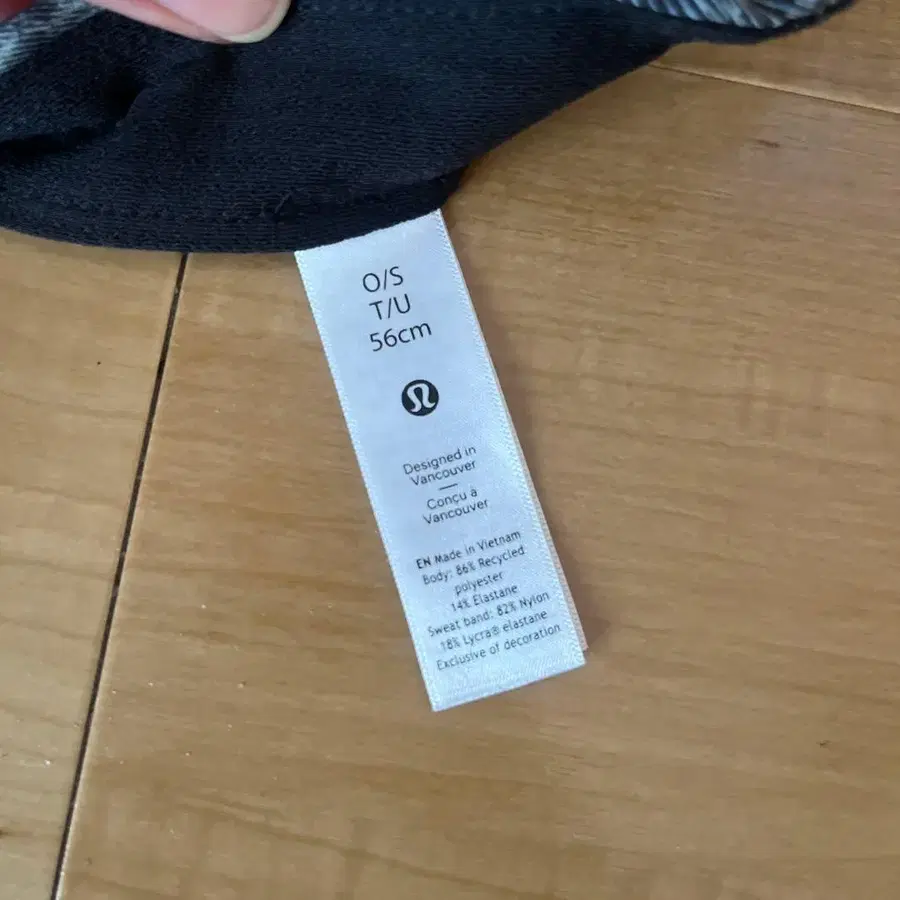 O/S
T/U
56cm
Designed in
Vancouver
—
Conçu à
Vancouver
EN Made in Vietnam
Body: 86% Recycled
polyester
14% Elastane
Sweat band: 82% Nylon
18% Lycra® elastane
Exclusive of decoration